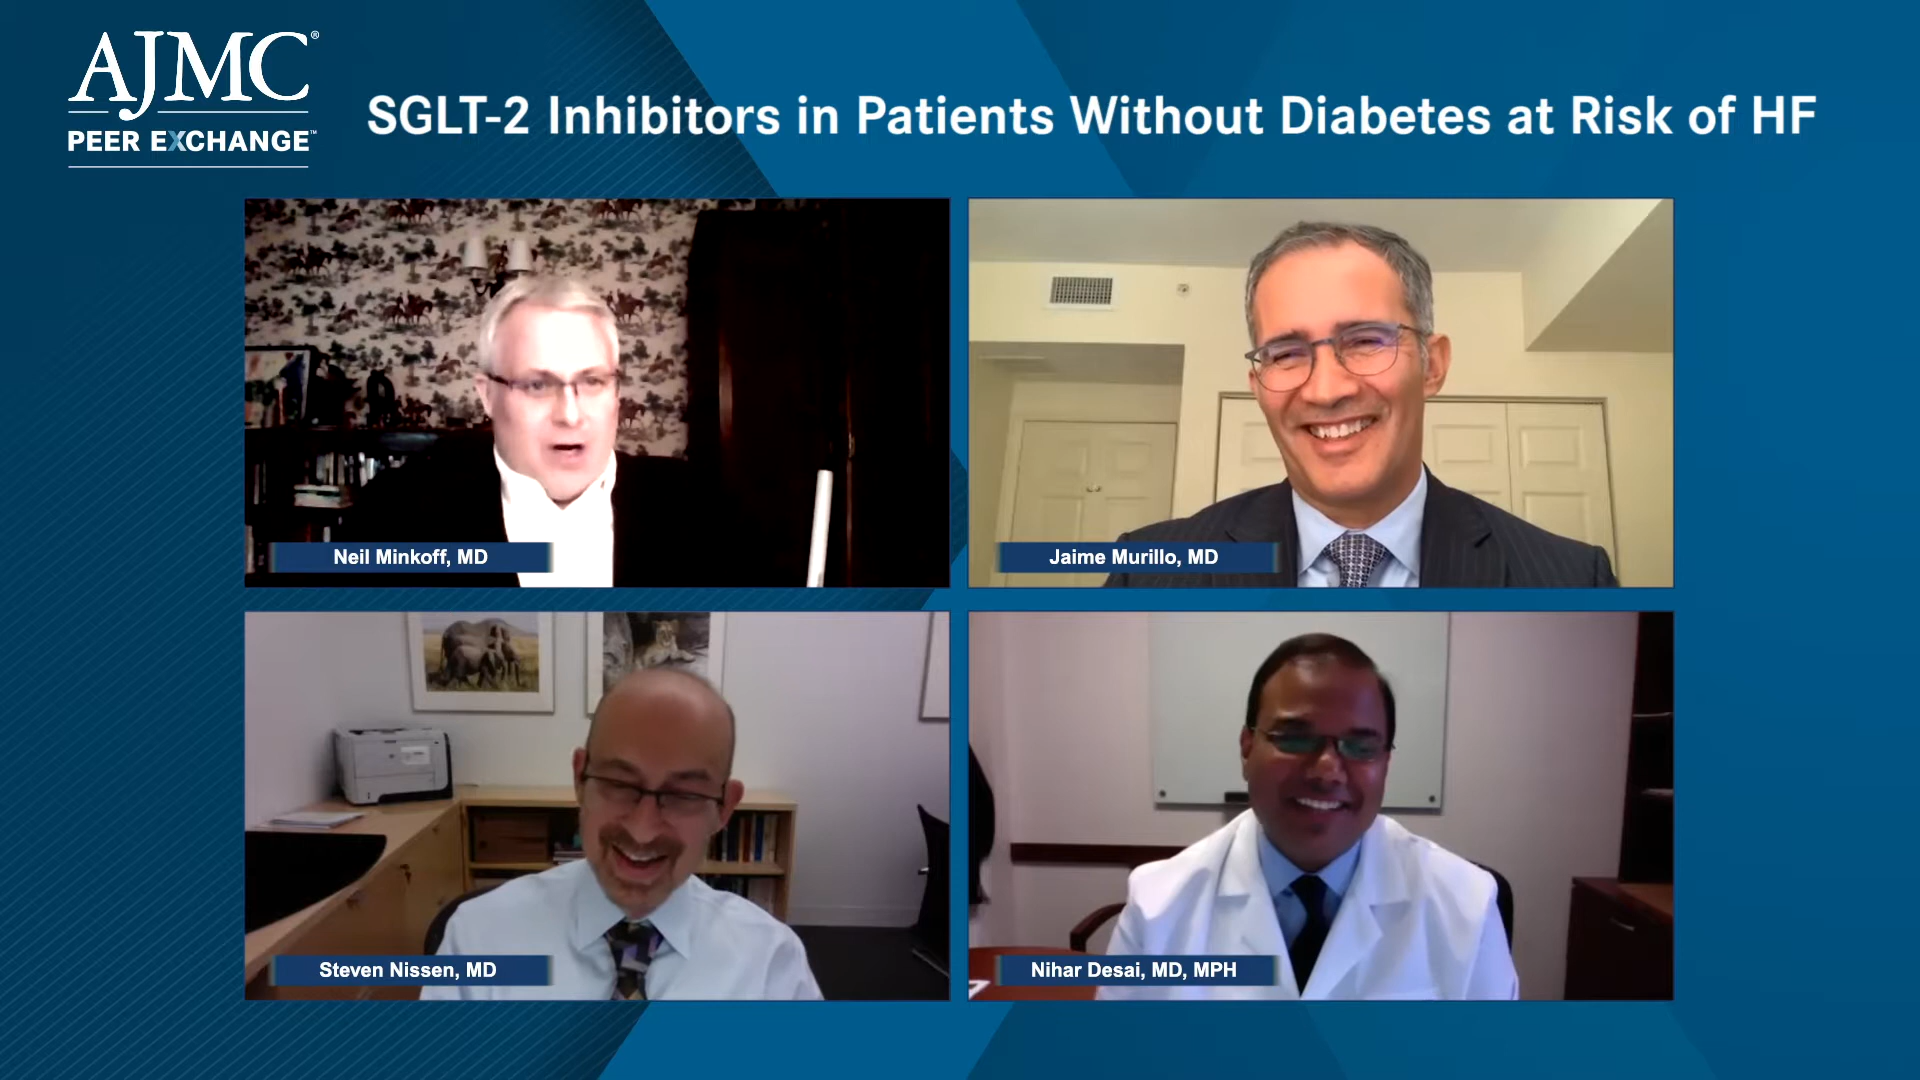 AJMC®
PEER EXCHANGE™
SGLT-2 Inhibitors in Patients Without Diabetes at Risk of HF
Neil Minkoff, MD
Jaime Murillo, MD
Steven Nissen, MD
Nihar Desai, MD, MPH